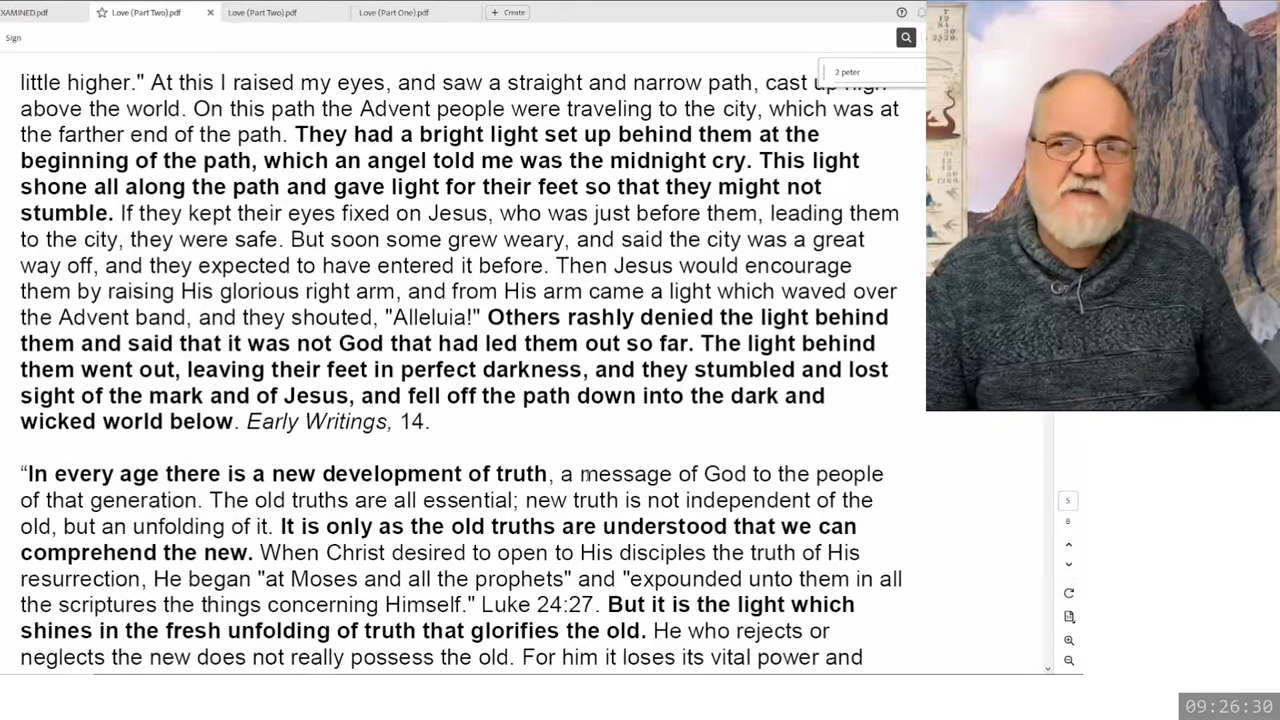 XAMINED.pdf
Love (Part Two).pdf
Love (Part Two).pdf
Love (Part One).pdf
+ Create
Sign
2 peter
little higher." At this I raised my eyes, and saw a straight and narrow path, cast up high
above the world. On this path the Advent people were traveling to the city, which was at
the farther end of the path. They had a bright light set up behind them at the
beginning of the path, which an angel told me was the midnight cry. This light
shone all along the path and gave light for their feet so that they might not
stumble. If they kept their eyes fixed on Jesus, who was just before them, leading them
to the city, they were safe. But soon some grew weary, and said the city was a great
way off, and they expected to have entered it before. Then Jesus would encourage
them by raising His glorious right arm, and from His arm came a light which waved over
the Advent band, and they shouted, "Alleluia!" Others rashly denied the light behind
them and said that it was not God that had led them out so far. The light behind
them went out, leaving their feet in perfect darkness, and they stumbled and lost
sight of the mark and of Jesus, and fell off the path down into the dark and
wicked world below. Early Writings, 14.
“In every age there is a new development of truth, a message of God to the people
of that generation. The old truths are all essential; new truth is not independent of the
old, but an unfolding of it. It is only as the old truths are understood that we can
comprehend the new. When Christ desired to open to His disciples the truth of His
resurrection, He began "at Moses and all the prophets" and "expounded unto them in all
the scriptures the things concerning Himself." Luke 24:27. But it is the light which
shines in the fresh unfolding of truth that glorifies the old. He who rejects or
neglects the new does not really possess the old. For him it loses its vital power and
5
8
09:26:30